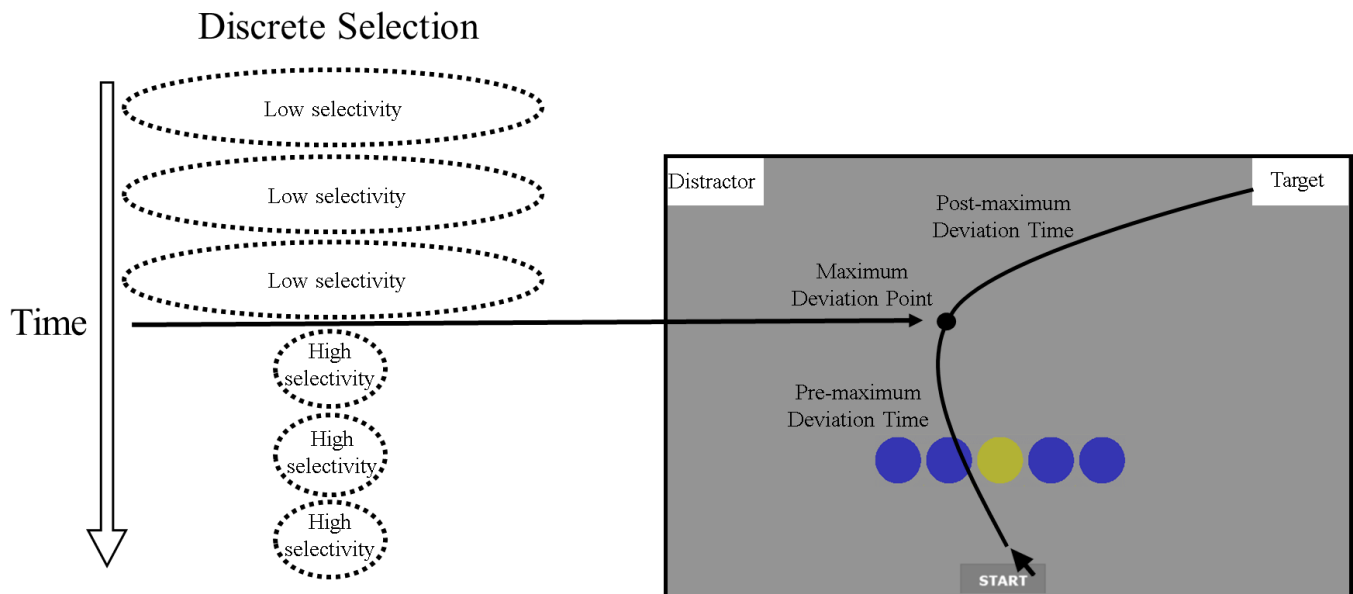 Discrete Selection
Low selectivity
Low selectivity
Low selectivity
Time
High
selectivity
High
selectivity
High
selectivity
Distractor
Target
Post-maximum
Deviation Time
Maximum
Deviation Point
Pre-maximum
Deviation Time
START